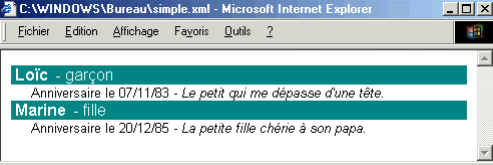 C:\WINDOWS\Bureau\simple.xml - Microsoft Internet Explorer
Fichier Edition Affichage Favoris Outils ?
Loïc - garçon
Anniversaire le 07/11/83 - Le petit qui me dépasse d'une tête.
Marine - fille
Anniversaire le 20/12/85 - La petite fille chérie à son papa.